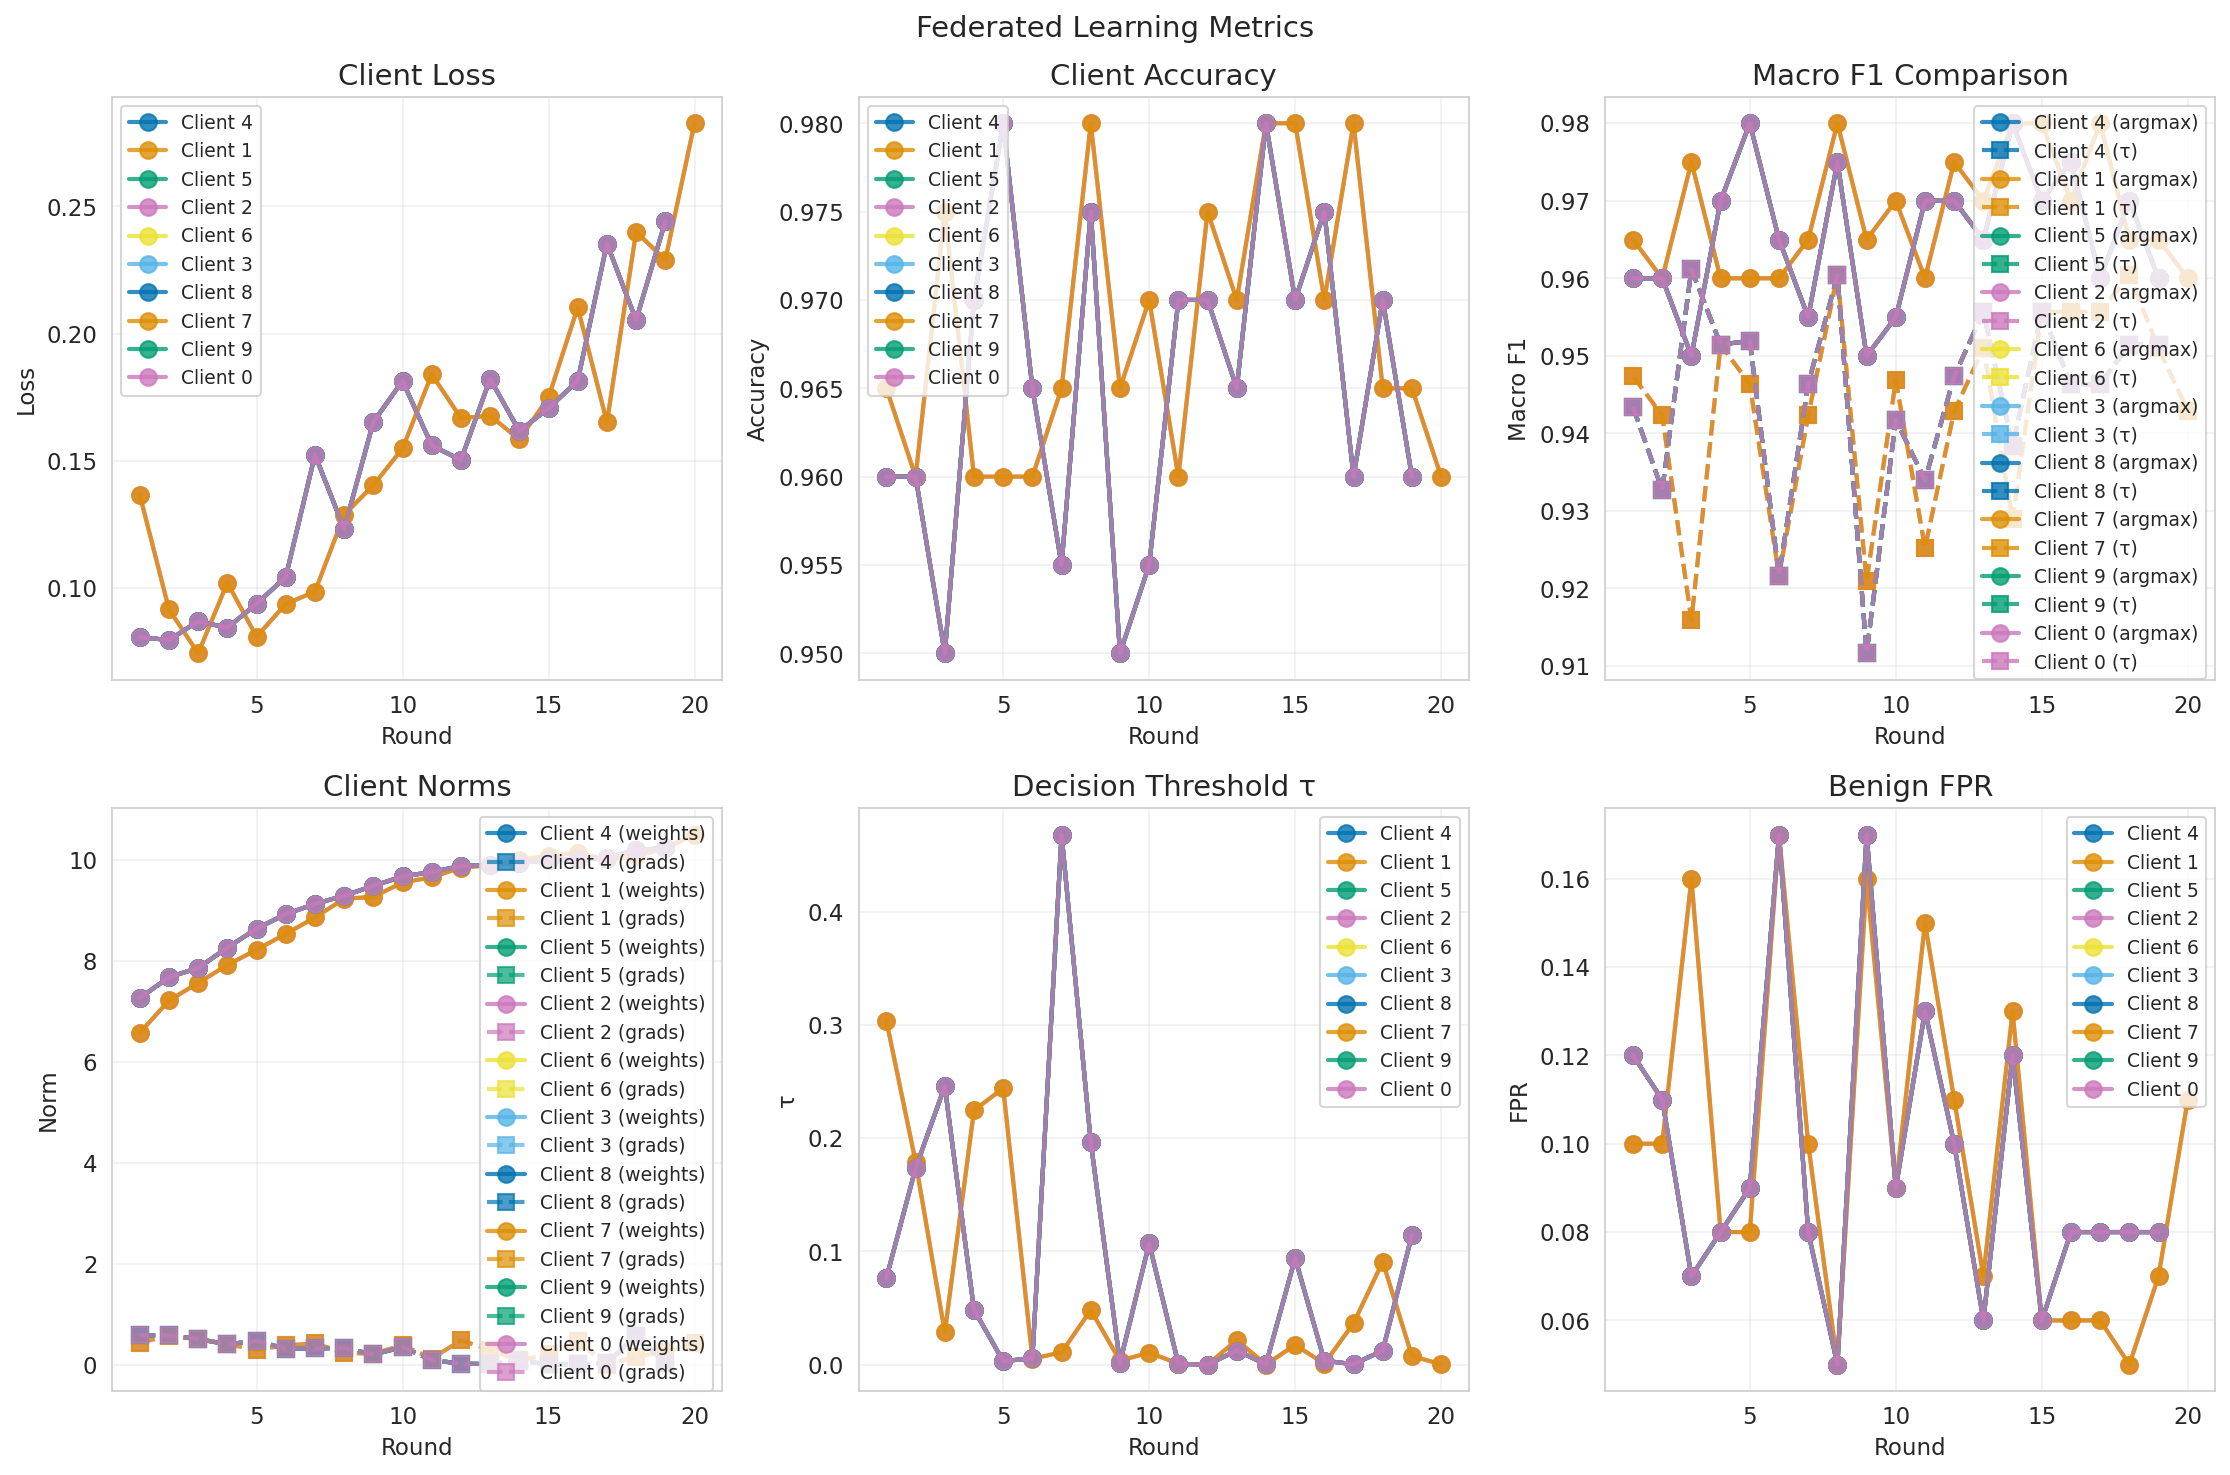 Federated Learning Metrics
Client Loss
Loss
0.25
0.20
0.15
0.10
Client 4
Client 1
Client 5
Client 2
Client 6
Client 3
Client 8
Client 7
Client 9
Client 0
5 10 15 20
Round
Client Accuracy
Accuracy
0.980
0.975
0.970
0.965
0.960
0.955
0.950
Client 4
Client 1
Client 5
Client 2
Client 6
Client 3
Client 8
Client 7
Client 9
Client 0
5 10 15 20
Round
Macro F1 Comparison
Macro F1
0.98
0.97
0.96
0.95
0.94
0.93
0.92
0.91
Client 4 (argmax)
Client 4 (τ)
Client 1 (argmax)
Client 1 (τ)
Client 5 (argmax)
Client 5 (τ)
Client 2 (argmax)
Client 2 (τ)
Client 6 (argmax)
Client 6 (τ)
Client 3 (argmax)
Client 3 (τ)
Client 8 (argmax)
Client 8 (τ)
Client 7 (argmax)
Client 7 (τ)
Client 9 (argmax)
Client 9 (τ)
Client 0 (argmax)
Client 0 (τ)
5 10 15 20
Round
Client Norms
Norm
10
8
6
4
2
0
Client 4 (weights)
Client 4 (grads)
Client 1 (weights)
Client 1 (grads)
Client 5 (weights)
Client 5 (grads)
Client 2 (weights)
Client 2 (grads)
Client 6 (weights)
Client 6 (grads)
Client 3 (weights)
Client 3 (grads)
Client 8 (weights)
Client 8 (grads)
Client 7 (weights)
Client 7 (grads)
Client 9 (weights)
Client 9 (grads)
Client 0 (weights)
Client 0 (grads)
5 10 15 20
Round
Decision Threshold τ
τ
0.4
0.3
0.2
0.1
0.0
Client 4
Client 1
Client 5
Client 2
Client 6
Client 3
Client 8
Client 7
Client 9
Client 0
5 10 15 20
Round
Benign FPR
FPR
0.16
0.14
0.12
0.10
0.08
0.06
Client 4
Client 1
Client 5
Client 2
Client 6
Client 3
Client 8
Client 7
Client 9
Client 0
5 10 15 20
Round